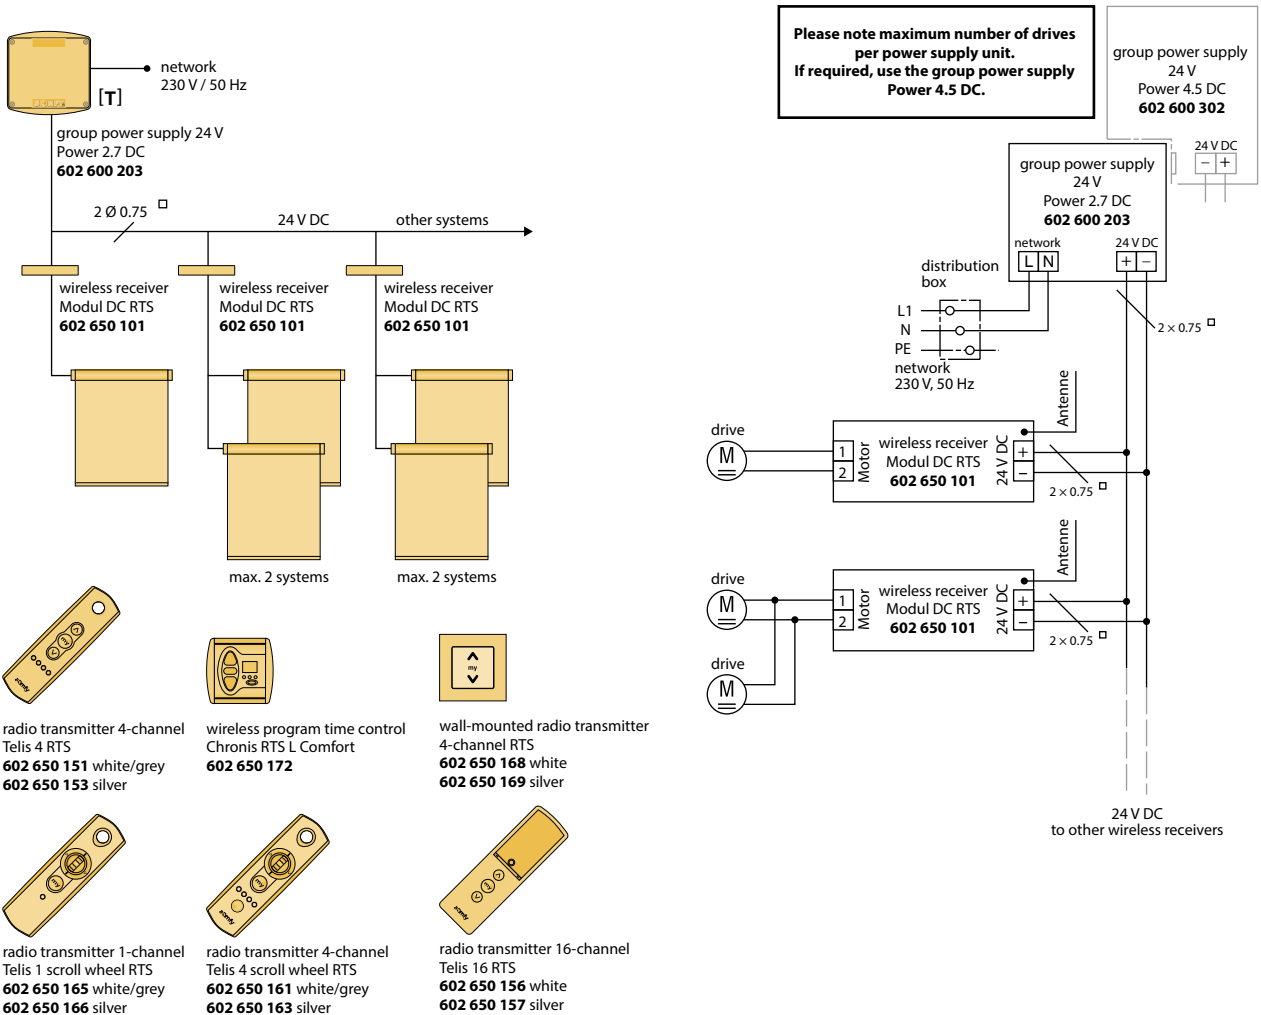 network
230 V / 50 Hz
[T]
group power supply 24 V
Power 2.7 DC
602 600 203
2 Ø 0.75
24 V DC
other systems
wireless receiver
Modul DC RTS
602 650 101
wireless receiver
Modul DC RTS
602 650 101
wireless receiver
Modul DC RTS
602 650 101
max. 2 systems
max. 2 systems
my
somfy
radio transmitter 4-channel
Telis 4 RTS
602 650 151 white/grey
602 650 153 silver
wireless program time control
Chronis RTS L Comfort
602 650 172
my
wall-mounted radio transmitter
4-channel RTS
602 650 168 white
602 650 169 silver
my
radio transmitter 1-channel
Telis 1 scroll wheel RTS
602 650 165 white/grey
602 650 166 silver
my
somfy
radio transmitter 4-channel
Telis 4 scroll wheel RTS
602 650 161 white/grey
602 650 163 silver
my
somfy
radio transmitter 16-channel
Telis 16 RTS
602 650 156 white
602 650 157 silver
Please note maximum number of drives
per power supply unit.
If required, use the group power supply
Power 4.5 DC.
group power supply
24 V
Power 4.5 DC
602 600 302
24 V DC
− +
group power supply
24 V
Power 2.7 DC
602 600 203
network
L N
24 V DC
+ −
distribution
box
L1
N
PE
network
230 V, 50 Hz
2 × 0.75
Antenne
drive
M
1
2
Motor
wireless receiver
Modul DC RTS
602 650 101
24 V DC
+
−
2 × 0.75
Antenne
drive
M
1
2
Motor
wireless receiver
Modul DC RTS
602 650 101
24 V DC
+
−
2 × 0.75
drive
M
24 V DC
to other wireless receivers